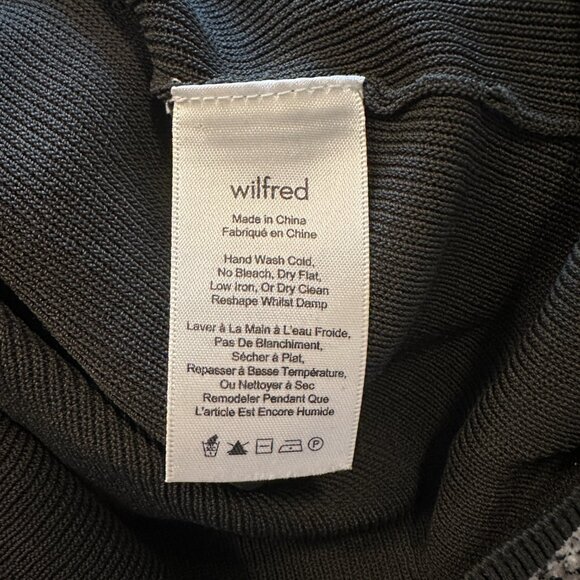 wilfred
Made in China
Fabriqué en Chine
Hand Wash Cold,
No Bleach, Dry Flat,
Low Iron, Or Dry Clean
Reshape Whilst Damp
Laver à La Main à L'eau Froide,
Pas De Blanchiment,
Sécher à Plat,
Repasser à Basse Température,
Ou Nettoyer à Sec
Remodeler Pendant Que
L'article Est Encore Humide
P